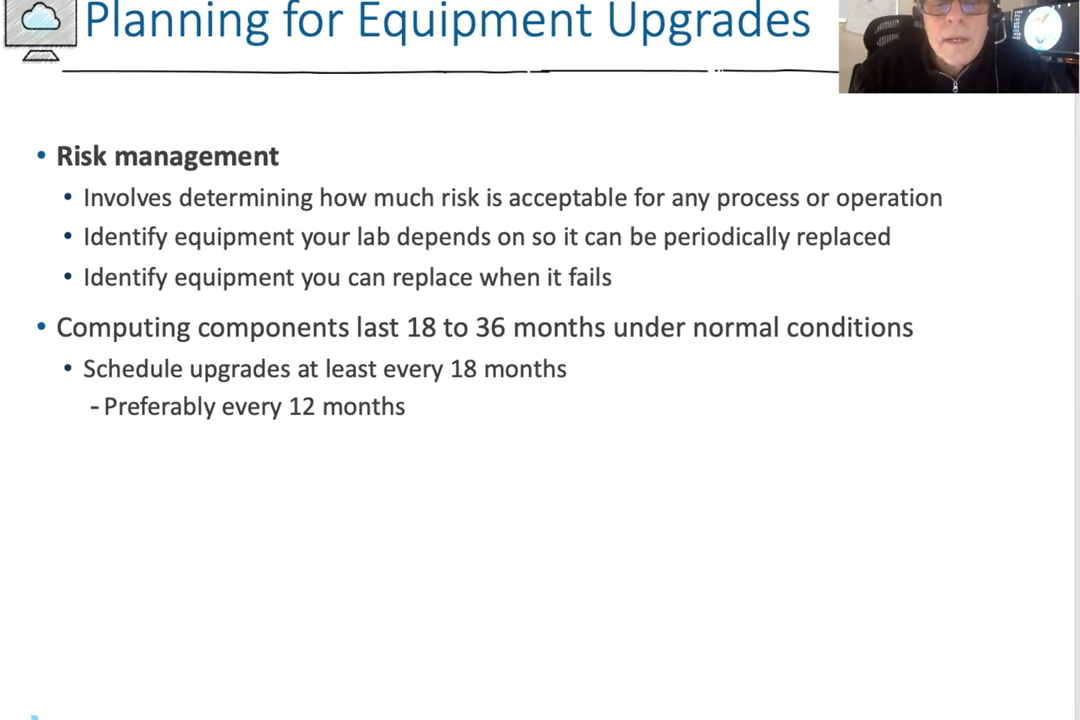 Planning for Equipment Upgrades
• Risk management
• Involves determining how much risk is acceptable for any process or operation
• Identify equipment your lab depends on so it can be periodically replaced
• Identify equipment you can replace when it fails
• Computing components last 18 to 36 months under normal conditions
• Schedule upgrades at least every 18 months
- Preferably every 12 months